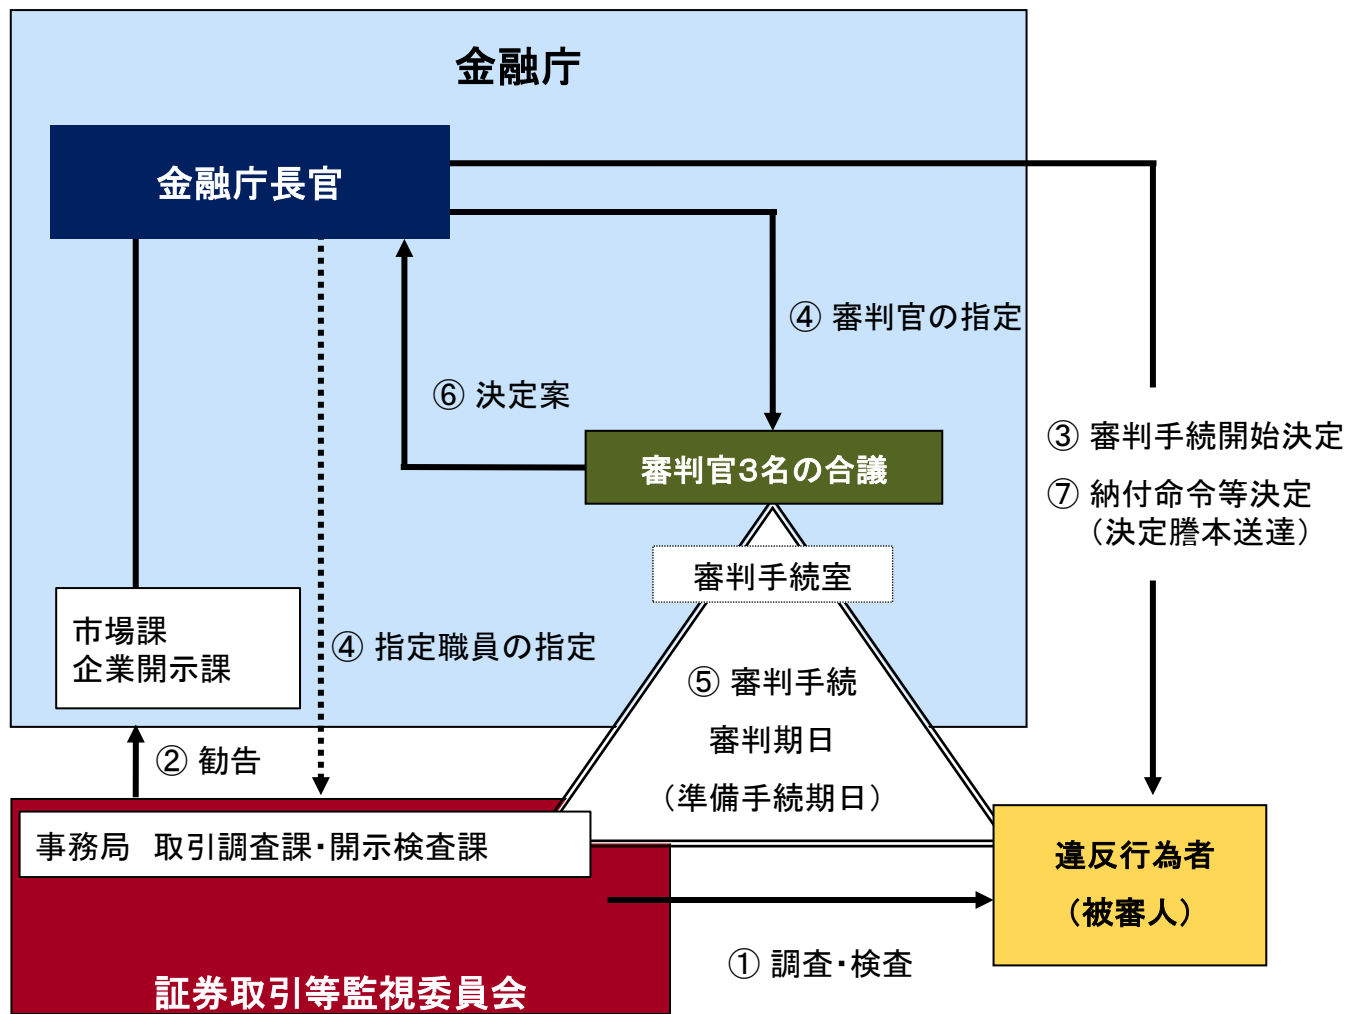 金融庁
金融庁長官
④ 審判官の指定
⑥ 決定案
③ 審判手続開始決定
審判官3名の合議
⑦ 納付命令等決定
（決定謄本送達）
審判手続室
市場課
企業開示課
④ 指定職員の指定
⑤ 審判手続
審判期日
（準備手続期日）
② 勧告
事務局　取引調査課・開示検査課
違反行為者
（被審人）
① 調査・検査
証券取引等監視委員会